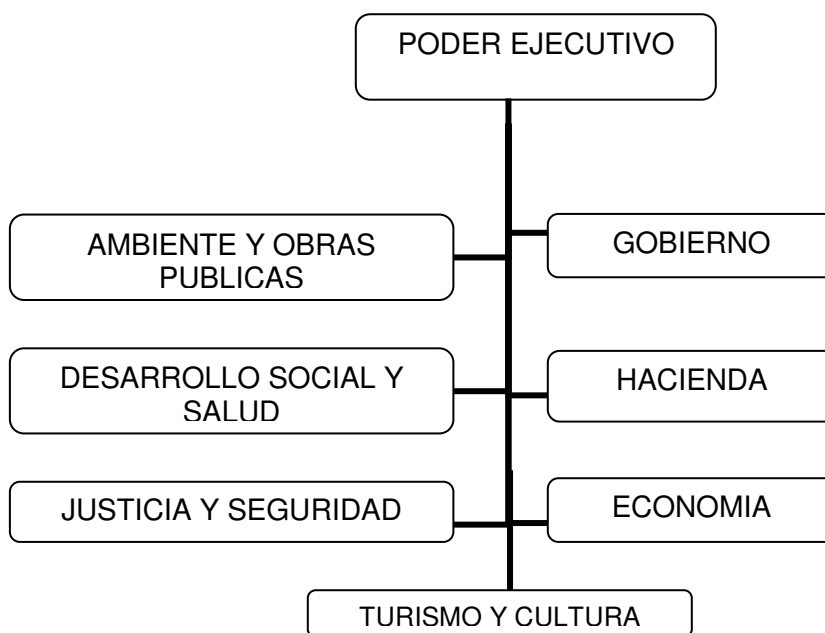 PODER EJECUTIVO
AMBIENTE Y OBRAS
PUBLICAS
GOBIERNO
DESARROLLO SOCIAL Y
SALUD
HACIENDA
JUSTICIA Y SEGURIDAD
ECONOMIA
TURISMO Y CULTURA